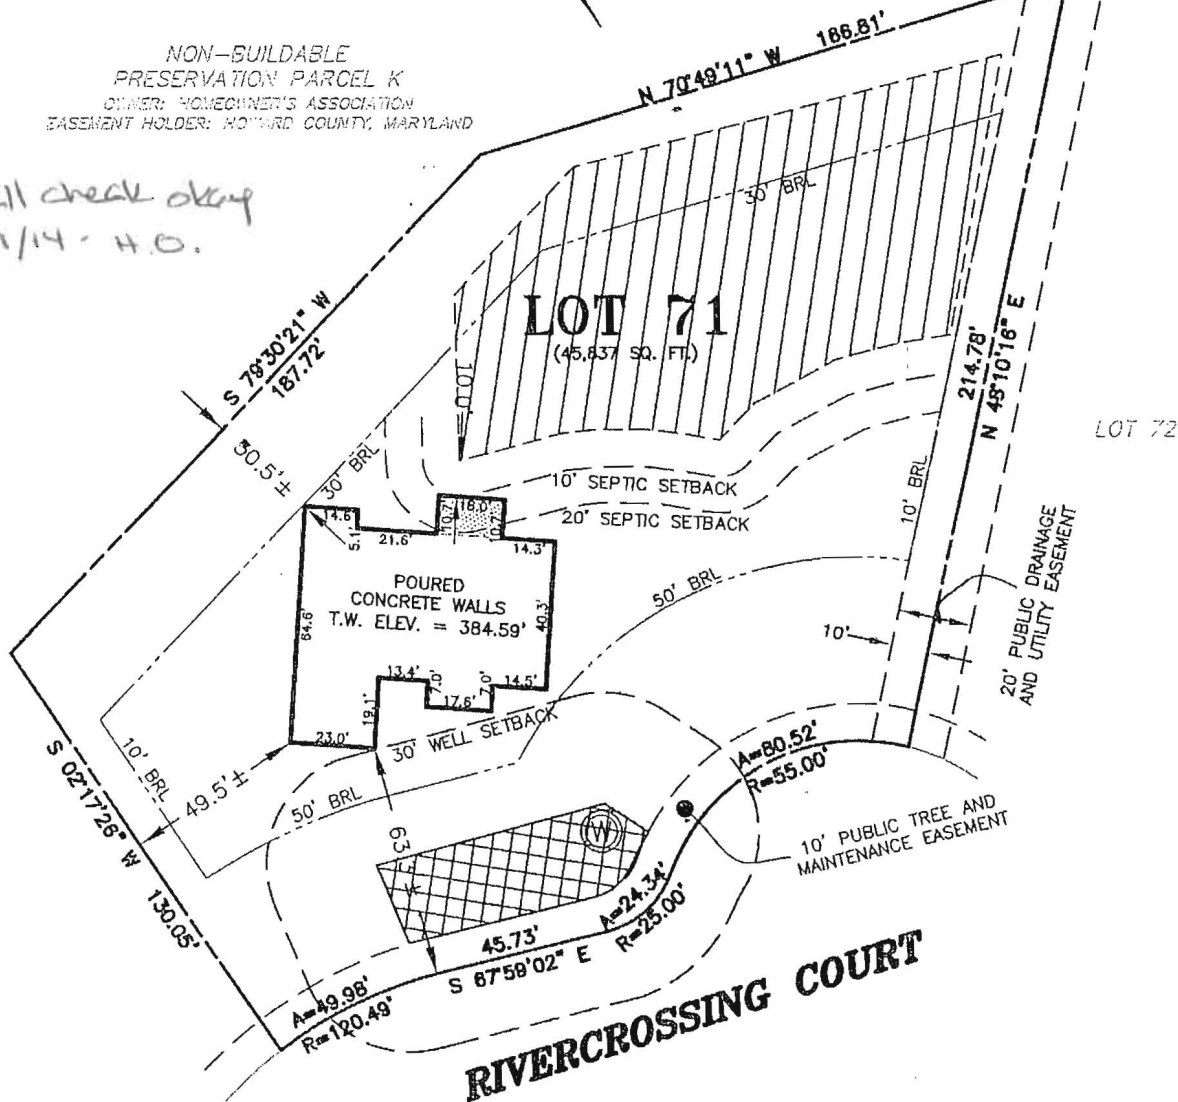 NON-BUILDABLE
PRESERVATION PARCEL K
OWNER: HOMEOWNER'S ASSOCIATION
EASEMENT HOLDER: HOWARD COUNTY, MARYLAND
check okay
/14 - H.O.
N 70°49'11" W 166.81'
30' BRL
LOT 71
(45,837 SQ. FT.)
S 79°30'21" W
187.72'
10.0'
214.78'
N 48°10'16" E
LOT 72
30.5'±
30' BRL
10' SEPTIC SETBACK
20' SEPTIC SETBACK
10' BRL
14.6'
5.1'
21.6'
10.7'
16.0'
10.7'
14.3'
POURED
CONCRETE WALLS
T.W. ELEV. = 384.59'
64.6'
40.3'
50' BRL
20' PUBLIC DRAINAGE
AND UTILITY EASEMENT
10'
13.4'
7.0'
17.6'
7.0'
14.5'
19.1'
23.0'
30' WELL SETBACK
10' BRL
49.5'±
50' BRL
S 02°17'26" W
130.05'
A=80.52'
R=55.00'
W
10' PUBLIC TREE AND
MAINTENANCE EASEMENT
A=24.34'
R=25.00'
45.73'
S 67°59'02" E
A=49.98'
R=120.49'
RIVERCROSSING COURT